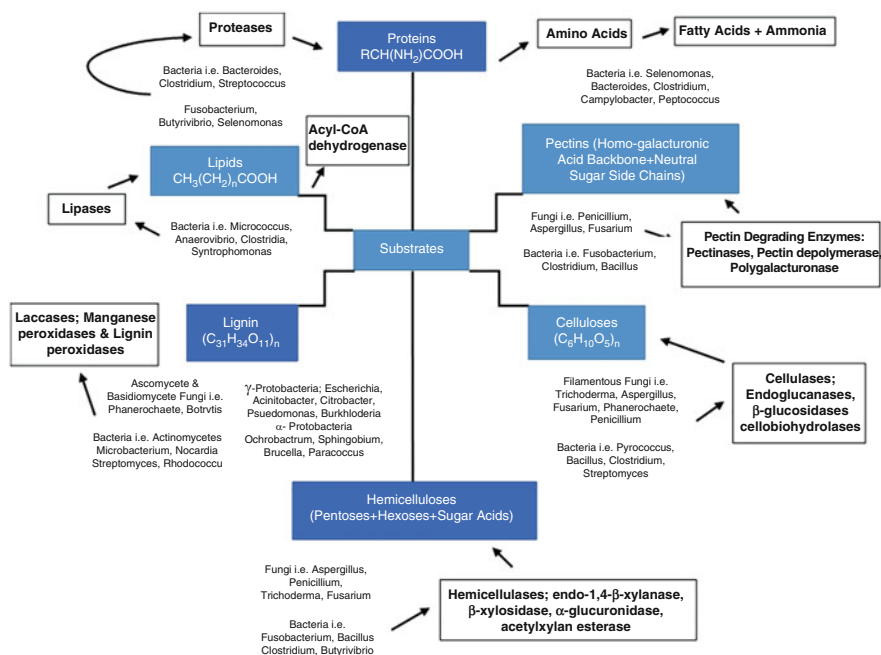 Proteases
Proteins
RCH(NH₂)COOH
Amino Acids
Fatty Acids + Ammonia
Bacteria i.e. Bacteroides,
Clostridium, Streptococcus
Fusobacterium,
Butyrivibrio, Selenomonas
Bacteria i.e. Selenomonas,
Bacteroides, Clostridium,
Campylobacter, Peptococcus
Acyl-CoA
dehydrogenase
Lipids
CH₃(CH₂)ₙCOOH
Pectins (Homo-galacturonic
Acid Backbone+Neutral
Sugar Side Chains)
Lipases
Bacteria i.e. Micrococcus,
Anaerovibrio, Clostridia,
Syntrophomonas
Substrates
Fungi i.e. Penicillium,
Aspergillus, Fusarium
Bacteria i.e. Fusobacterium,
Clostridium, Bacillus
Pectin Degrading Enzymes:
Pectinases, Pectin depolymerase,
Polygalacturonase
Laccases; Manganese
peroxidases & Lignin
peroxidases
Lignin
(C₃₁H₃₄O₁₁)ₙ
Celluloses
(C₆H₁₀O₅)ₙ
Ascomycete &
Basidiomycete Fungi i.e.
Phanerochaete, Botrvtis
Bacteria i.e. Actinomycetes
Microbacterium, Nocardia
Streptomyces, Rhodococcu
γ-Protobacteria; Escherichia,
Acinitobacter, Citrobacter,
Psuedomonas, Burkhloderia
α- Protobacteria
Ochrobactrum, Sphingobium,
Brucella, Paracoccus
Filamentous Fungi i.e.
Trichoderma, Aspergillus,
Fusarium, Phanerochaete,
Penicillium
Bacteria i.e. Pyrococcus,
Bacillus, Clostridium,
Streptomyces
Cellulases;
Endoglucanases,
β-glucosidases
cellobiohydrolases
Hemicelluloses
(Pentoses+Hexoses+Sugar Acids)
Fungi i.e. Aspergillus,
Penicillium,
Trichoderma, Fusarium
Bacteria i.e.
Fusobacterium, Bacillus
Clostridium, Butyrivibrio
Hemicellulases; endo-1,4-β-xylanase,
β-xylosidase, α-glucuronidase,
acetylxylan esterase